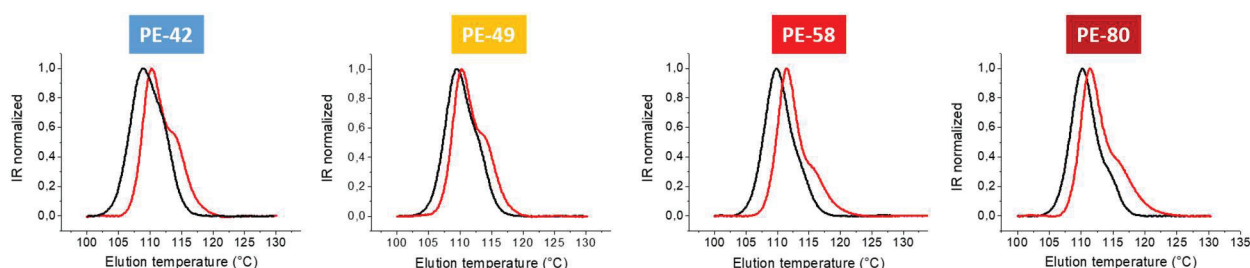 PE-42
IR normalized
1,0
0,8
0,6
0,4
0,2
0,0
100 105 110 115 120 125 130
Elution temperature (°C)
PE-49
IR normalized
1,0
0,8
0,6
0,4
0,2
0,0
100 105 110 115 120 125 130
Elution temperature (°C)
PE-58
IR normalized
1,0
0,8
0,6
0,4
0,2
0,0
100 105 110 115 120 125 130
Elution temperature (°C)
PE-80
IR normalized
1,0
0,8
0,6
0,4
0,2
0,0
100 105 110 115 120 125 130 135
Elution temperature (°C)